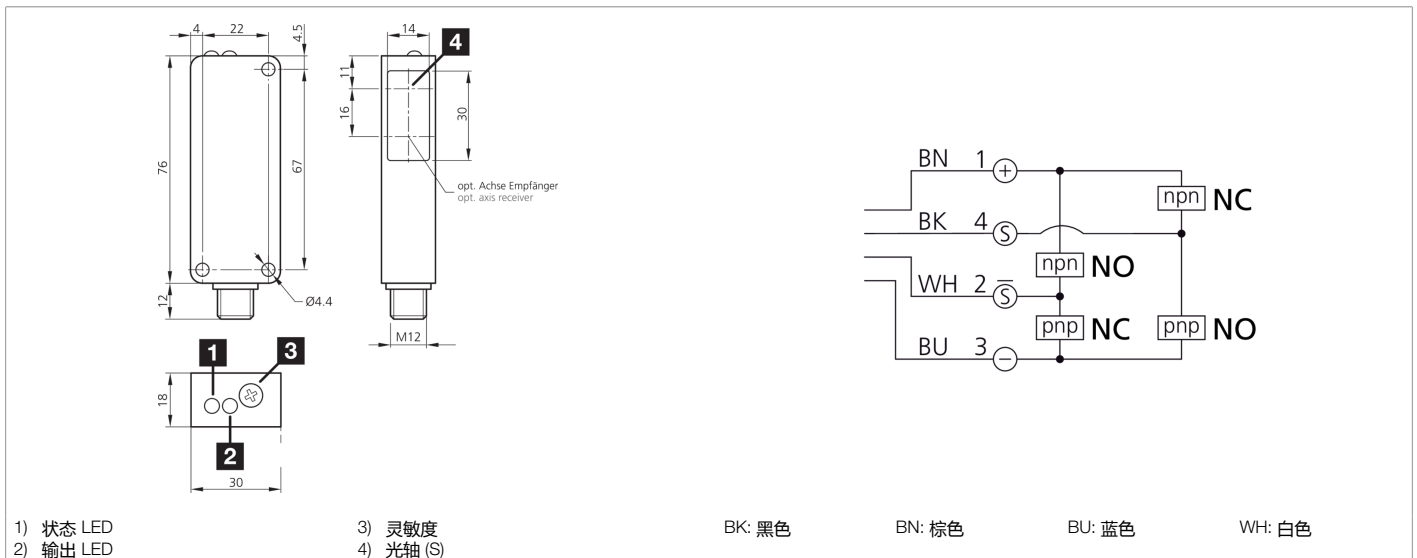 4
22
4.5
76
67
12
Ø4.4
14
4
11
16
30
opt. Achse Empfänger
opt. axis receiver
M12
1
3
18
2
30
BN 1 +
npn NC
BK 4 S
npn NO
WH 2 S̅
pnp NC
pnp NO
BU 3 −
1) 状态 LED
2) 输出 LED
3) 灵敏度
4) 光轴 (S)
BK: 黑色
BN: 棕色
BU: 蓝色
WH: 白色